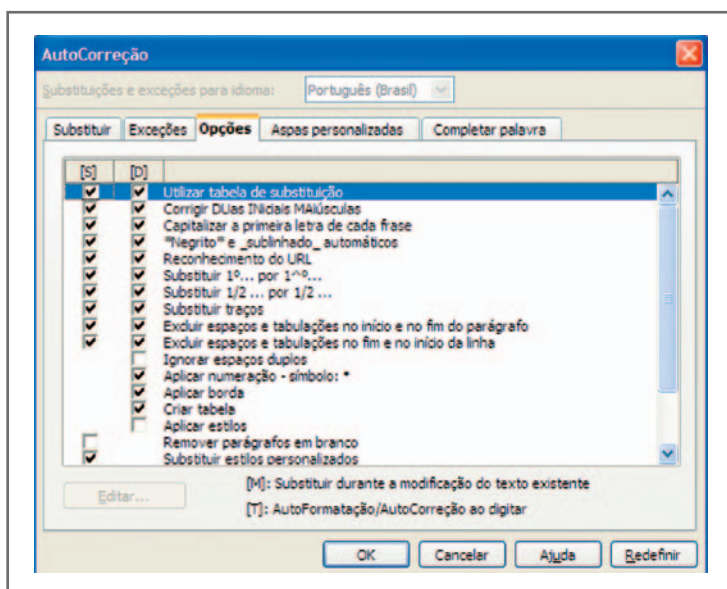 AutoCorreção
Substituições e exceções para idioma: Português (Brasil)
Substituir Exceções Opções Aspas personalizadas Completar palavra
[S] [D]
Utilizar tabela de substituição
Corrigir DUas INiciais MAiúsculas
Capitalizar a primeira letra de cada frase
"Negrito" e _sublinhado_ automáticos
Reconhecimento do URL
Substituir 1º... por 1^º...
Substituir 1/2 ... por 1/2 ...
Substituir traços
Excluir espaços e tabulações no início e no fim do parágrafo
Excluir espaços e tabulações no fim e no início da linha
Ignorar espaços duplos
Aplicar numeração - símbolo: *
Aplicar borda
Criar tabela
Aplicar estilos
Remover parágrafos em branco
Substituir estilos personalizados
Editar...
[M]: Substituir durante a modificação do texto existente
[T]: AutoFormatação/AutoCorreção ao digitar
OK Cancelar Ajuda Redefinir